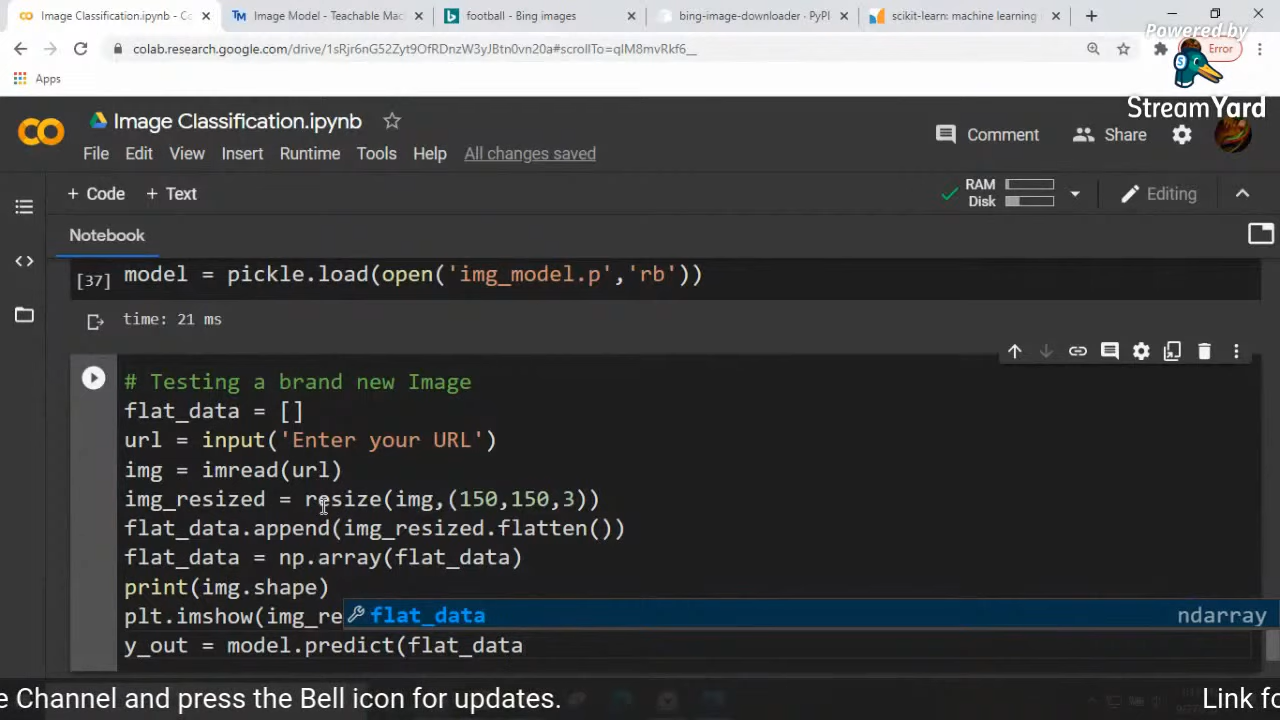 Image Classification.ipynb - Co
Image Model - Teachable Mac
football - Bing images
bing-image-downloader · PyPI
scikit-learn: machine learning
colab.research.google.com/drive/1sRjr6nG52Zyt9OfRDnzW3yJBtn0vn20a#scrollTo=qIM8mvRkf6__
Error
Powered by
Apps
StreamYard
Image Classification.ipynb
Comment
Share
File Edit View Insert Runtime Tools Help All changes saved
+ Code + Text
RAM
Disk
Editing
Notebook
[37] model = pickle.load(open('img_model.p','rb'))
time: 21 ms
# Testing a brand new Image
flat_data = []
url = input('Enter your URL')
img = imread(url)
img_resized = resize(img,(150,150,3))
flat_data.append(img_resized.flatten())
flat_data = np.array(flat_data)
print(img.shape)
plt.imshow(img_re
flat_data ndarray
y_out = model.predict(flat_data
e Channel and press the Bell icon for updates. Link fo